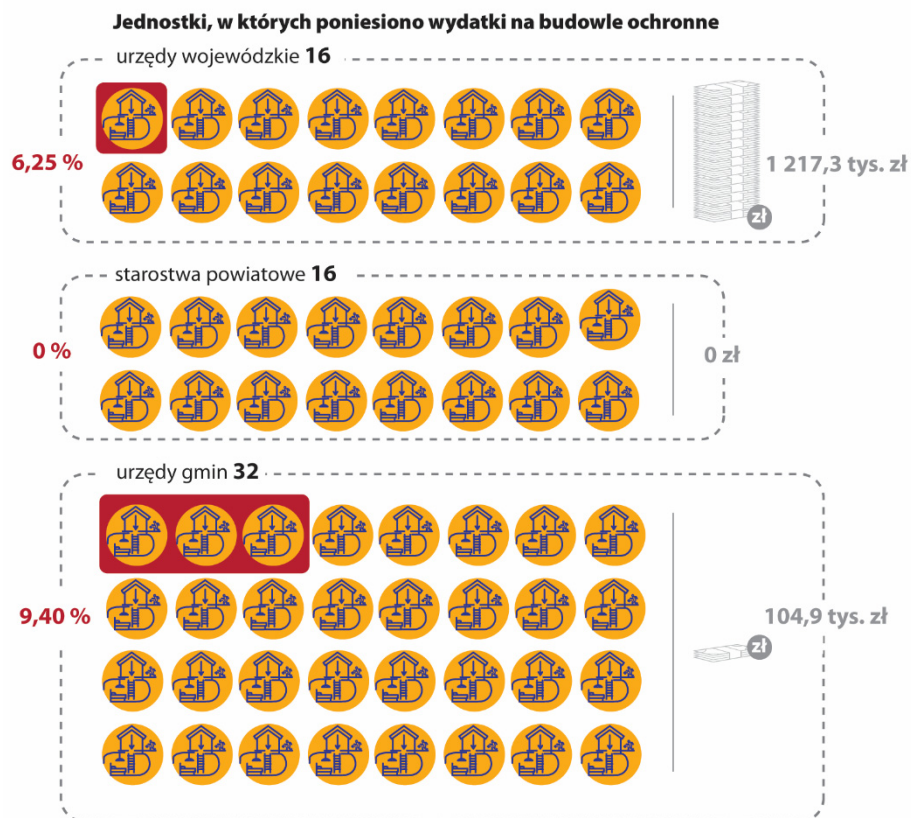 Jednostki, w których poniesiono wydatki na budowle ochronne
urzędy wojewódzkie 16
6,25 %
1 217,3 tys. zł
zł
starostwa powiatowe 16
0 %
0 zł
urzędy gmin 32
9,40 %
104,9 tys. zł
zł